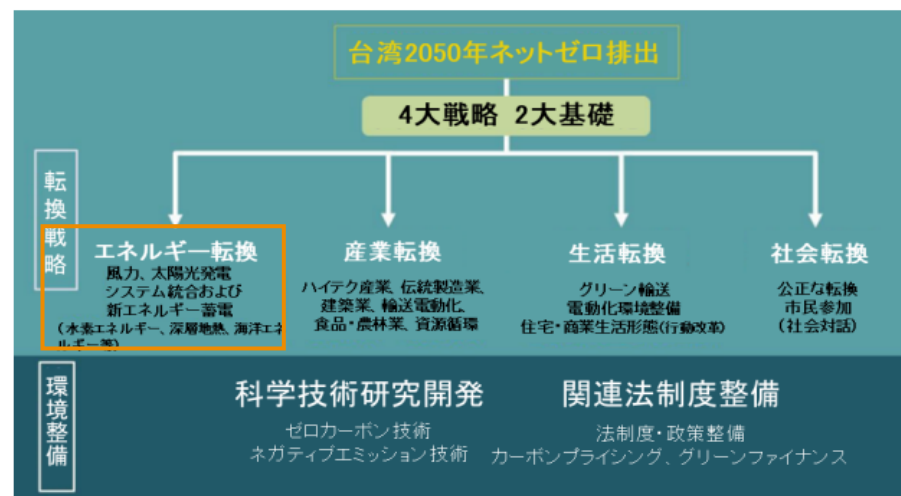 台湾2050年ネットゼロ排出
4大戦略 2大基礎
転換戦略
エネルギー転換
風力、太陽光発電
システム統合および
新エネルギー蓄電
(水素エネルギー、深層地熱、海洋エネ
ルギー等)
産業転換
ハイテク産業、伝統製造業、
建築業、輸送電動化、
食品・農林業、資源循環
生活転換
グリーン輸送
電動化環境整備
住宅・商業生活形態(行動改革)
社会転換
公正な転換
市民参加
(社会対話)
環境整備
科学技術研究開発
ゼロカーボン技術
ネガティブエミッション技術
関連法制度整備
法制度・政策整備
カーボンプライシング、グリーンファイナンス